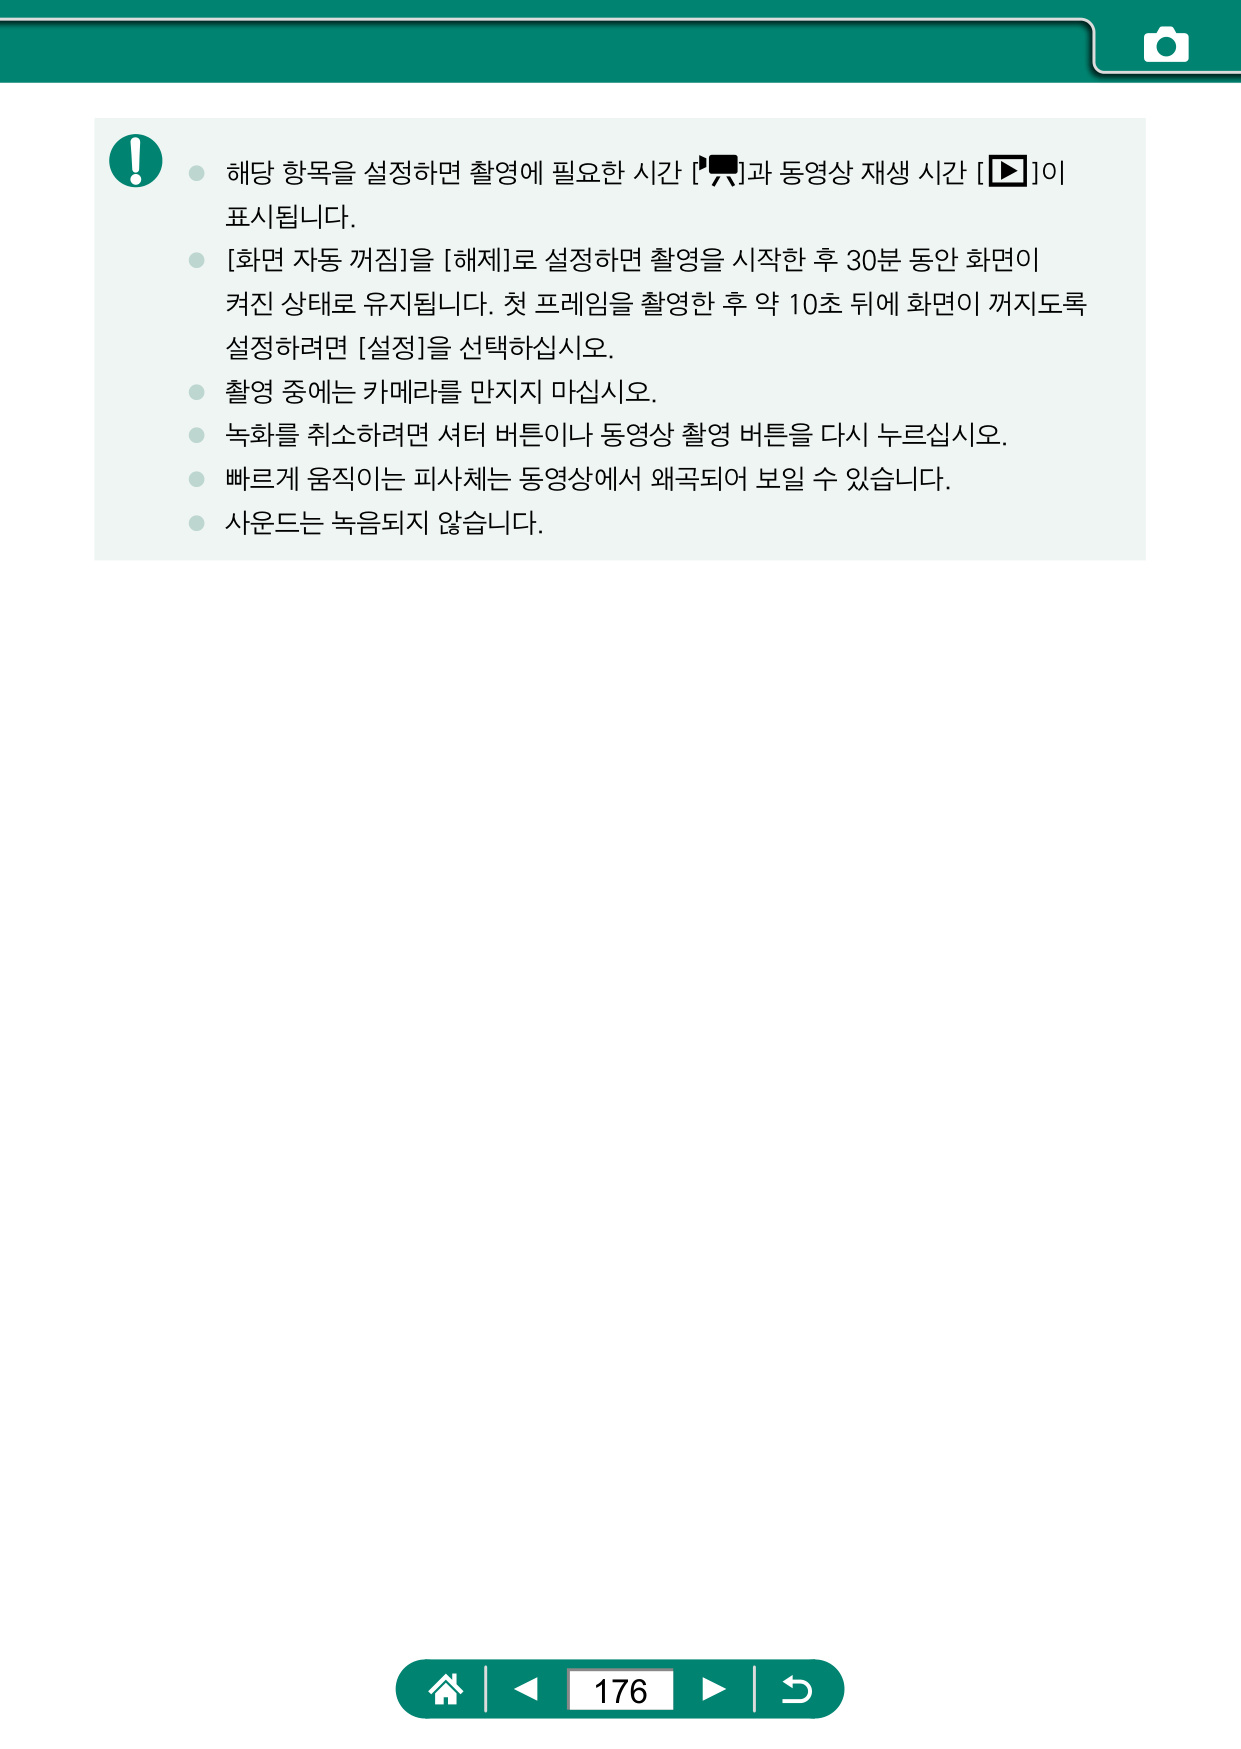 해당 항목을 설정하면 촬영에 필요한 시간 []과 동영상 재생 시간 []이
표시됩니다.
[화면 자동 꺼짐]을 [해제]로 설정하면 촬영을 시작한 후 30분 동안 화면이
켜진 상태로 유지됩니다. 첫 프레임을 촬영한 후 약 10초 뒤에 화면이 꺼지도록
설정하려면 [설정]을 선택하십시오.
촬영 중에는 카메라를 만지지 마십시오.
녹화를 취소하려면 셔터 버튼이나 동영상 촬영 버튼을 다시 누르십시오.
빠르게 움직이는 피사체는 동영상에서 왜곡되어 보일 수 있습니다.
사운드는 녹음되지 않습니다.
176